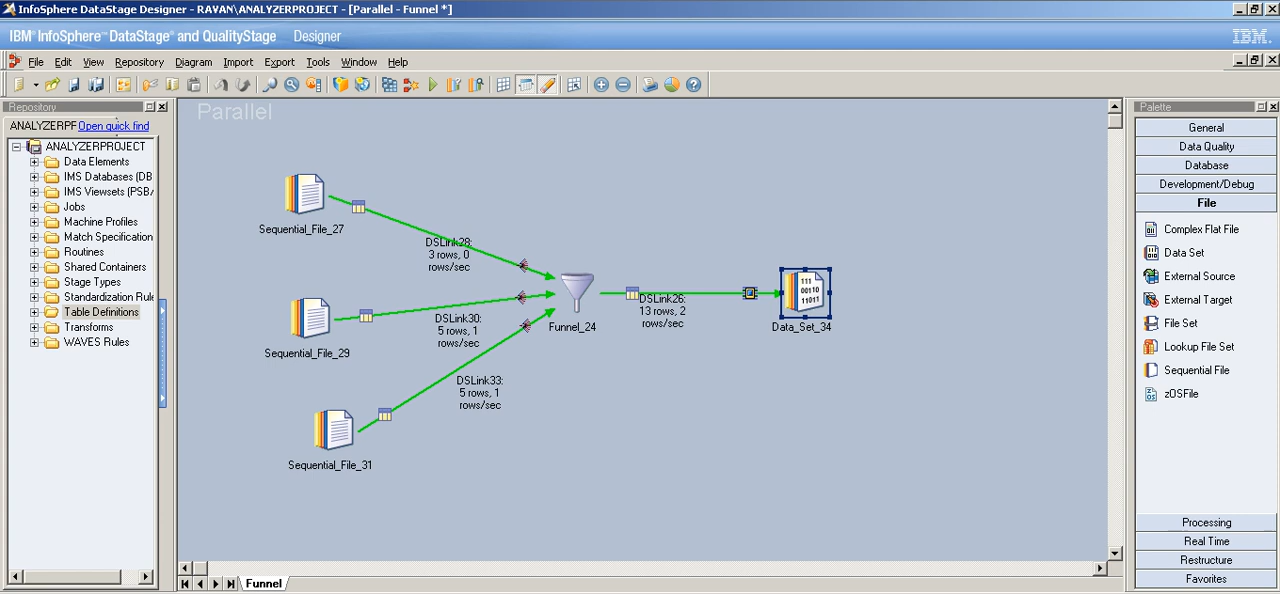 InfoSphere DataStage Designer - RAVAN\ANALYZERPROJECT - [Parallel - Funnel *]
IBM® InfoSphere™ DataStage® and QualityStage Designer
IBM.
File Edit View Repository Diagram Import Export Tools Window Help
Repository
ANALYZERPF Open quick find
ANALYZERPROJECT
Data Elements
IMS Databases (DB
IMS Viewsets (PSB/
Jobs
Machine Profiles
Match Specification
Routines
Shared Containers
Stage Types
Standardization Rule
Table Definitions
Transforms
WAVES Rules
Parallel
Sequential_File_27
DSLink28:
3 rows, 0
rows/sec
Sequential_File_29
DSLink30:
5 rows, 1
rows/sec
Sequential_File_31
DSLink33:
5 rows, 1
rows/sec
Funnel_24
DSLink26:
13 rows, 2
rows/sec
111
00110
11011
Data_Set_34
Funnel
Palette
General
Data Quality
Database
Development/Debug
File
Complex Flat File
Data Set
External Source
External Target
File Set
Lookup File Set
Sequential File
zOSFile
Processing
Real Time
Restructure
Favorites